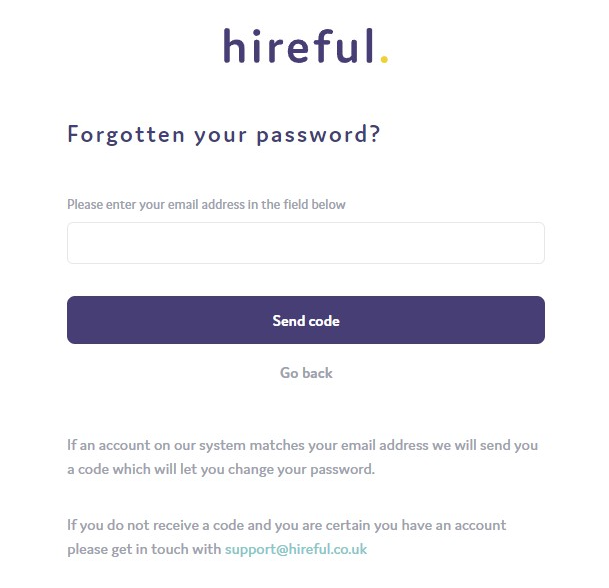 hireful.
Forgotten your password?
Please enter your email address in the field below
Send code
Go back
If an account on our system matches your email address we will send you
a code which will let you change your password.
If you do not receive a code and you are certain you have an account
please get in touch with support@hireful.co.uk